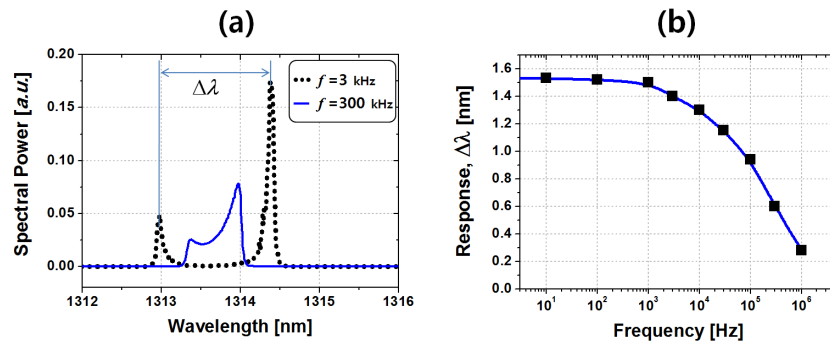 (a)
0.20
0.15
0.10
0.05
0.00
Spectral Power [a.u.]
Δλ
f = 3 kHz
f = 300 kHz
1312 1313 1314 1315 1316
Wavelength [nm]
(b)
1.6
1.4
1.2
1.0
0.8
0.6
0.4
0.2
0.0
Response, Δλ [nm]
10¹ 10² 10³ 10⁴ 10⁵ 10⁶
Frequency [Hz]